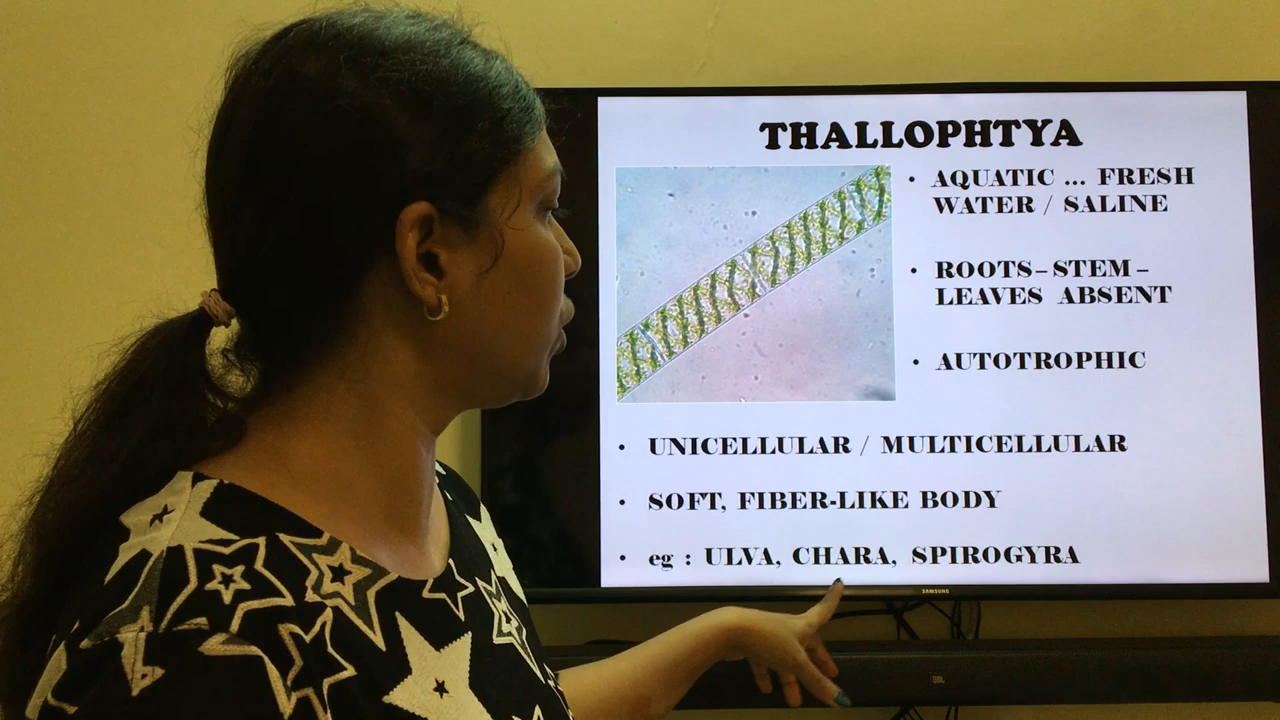 THALLOPHTYA
• AQUATIC ... FRESH
WATER / SALINE
• ROOTS–STEM–
LEAVES ABSENT
• AUTOTROPHIC
• UNICELLULAR / MULTICELLULAR
• SOFT, FIBER-LIKE BODY
• eg : ULVA, CHARA, SPIROGYRA
SAMSUNG
JBL